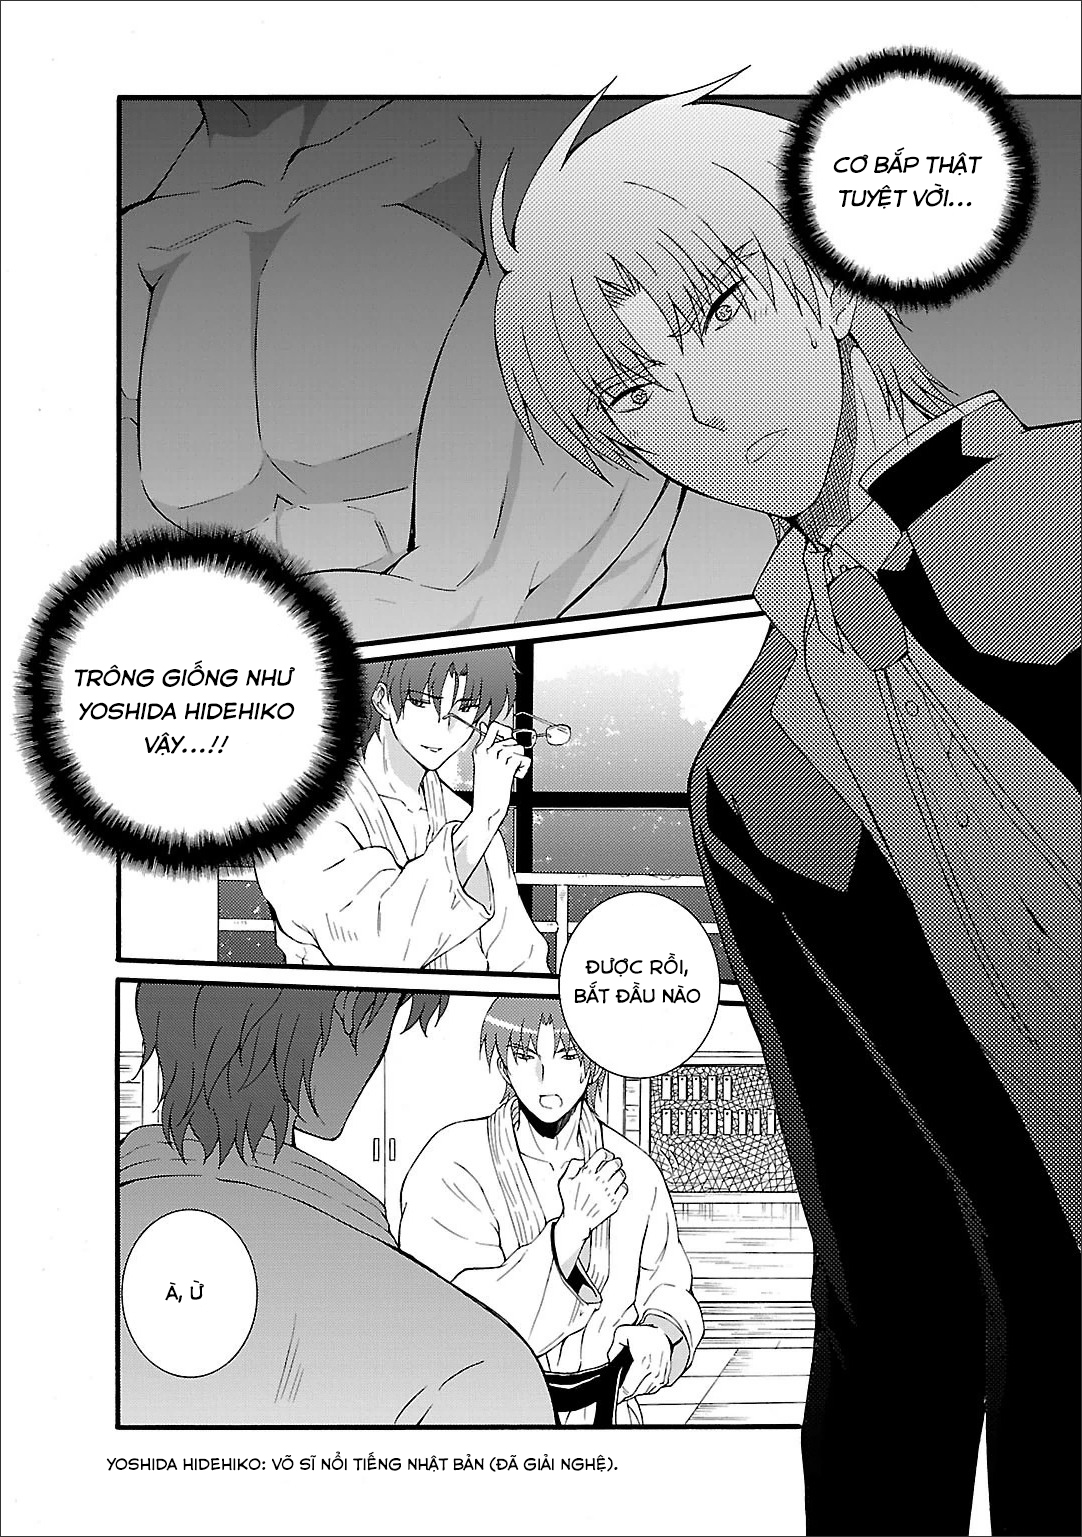 CƠ BẮP THẬT
TUYỆT VỜI...
TRÔNG GIỐNG NHƯ
YOSHIDA HIDEHIKO
VẬY...!!
ĐƯỢC RỒI,
BẮT ĐẦU NÀO
À, Ừ
YOSHIDA HIDEHIKO: VÕ SĨ NỔI TIẾNG NHẬT BẢN (ĐÃ GIẢI NGHỆ).